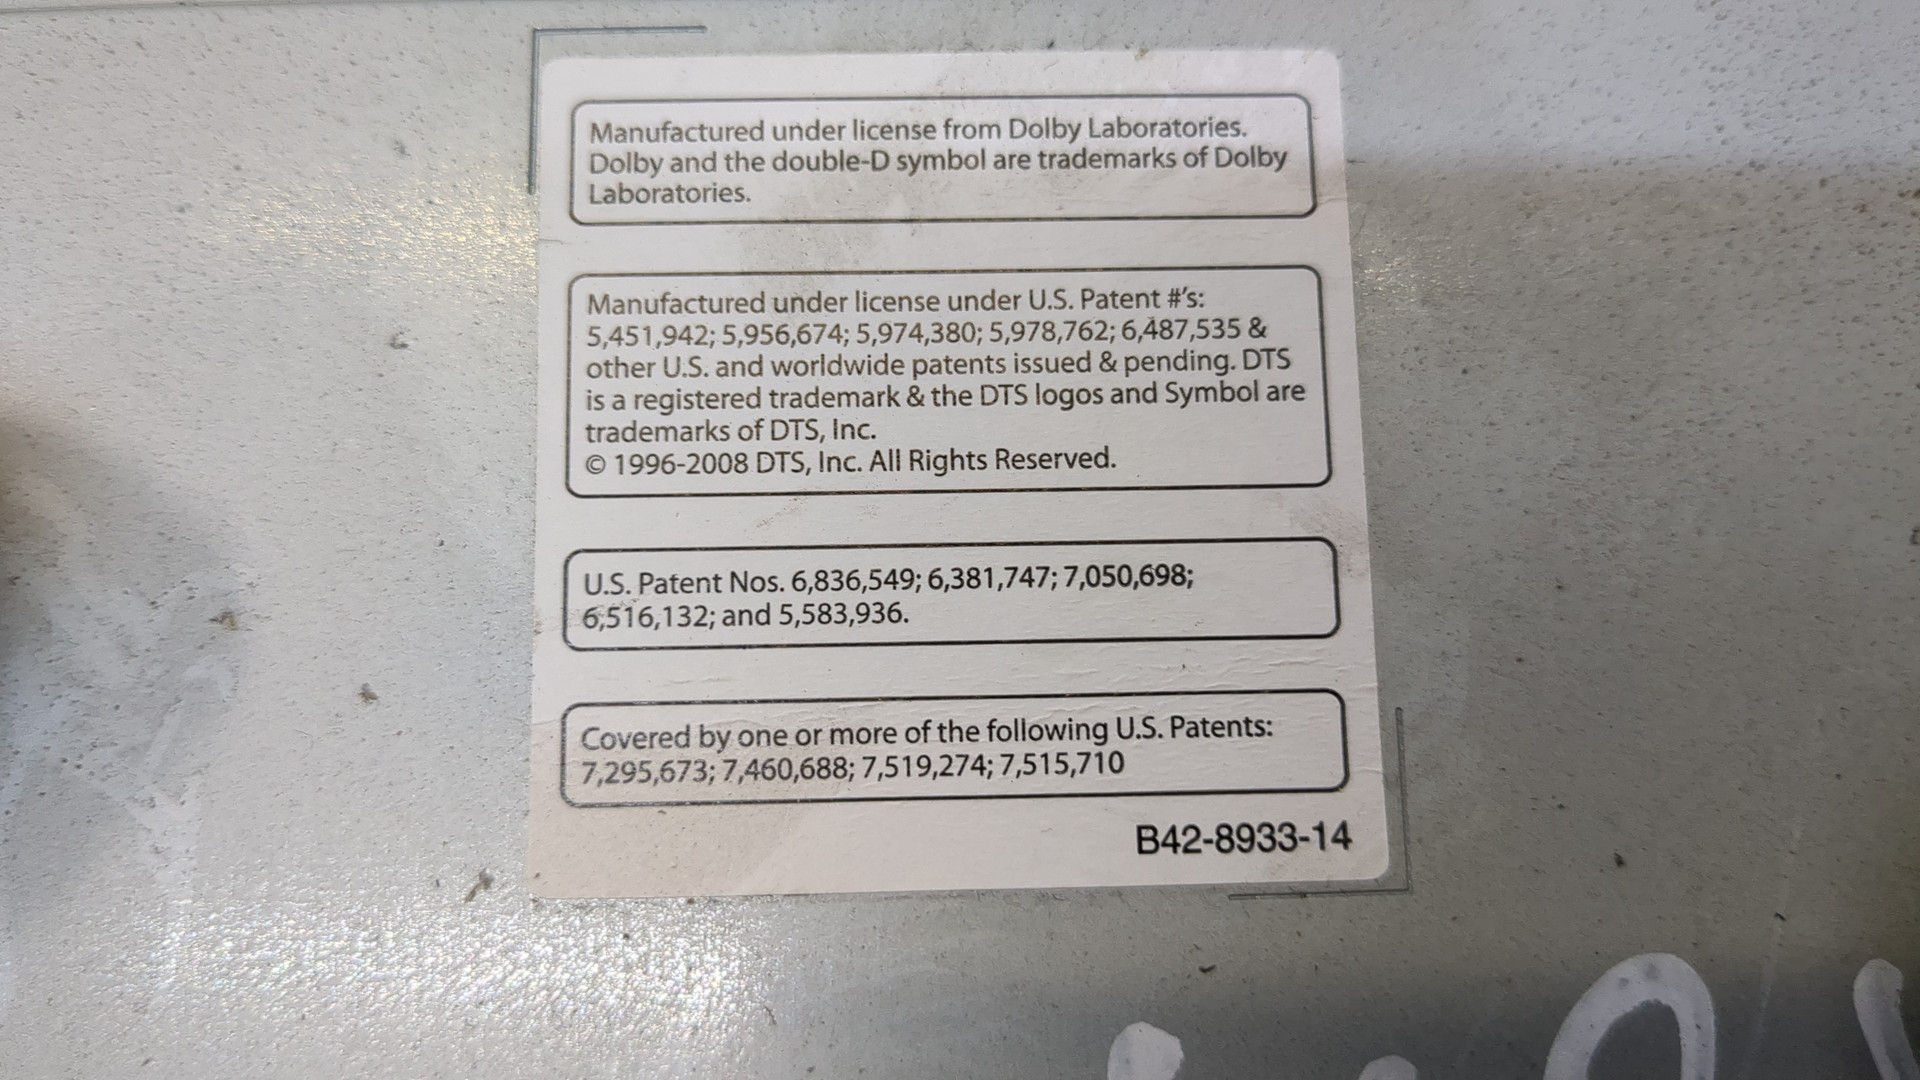 Manufactured under license from Dolby Laboratories.
Dolby and the double-D symbol are trademarks of Dolby
Laboratories.
Manufactured under license under U.S. Patent #'s:
5,451,942; 5,956,674; 5,974,380; 5,978,762; 6,487,535 &
other U.S. and worldwide patents issued & pending. DTS
is a registered trademark & the DTS logos and Symbol are
trademarks of DTS, Inc.
© 1996-2008 DTS, Inc. All Rights Reserved.
U.S. Patent Nos. 6,836,549; 6,381,747; 7,050,698;
6,516,132; and 5,583,936.
Covered by one or more of the following U.S. Patents:
7,295,673; 7,460,688; 7,519,274; 7,515,710
B42-8933-14